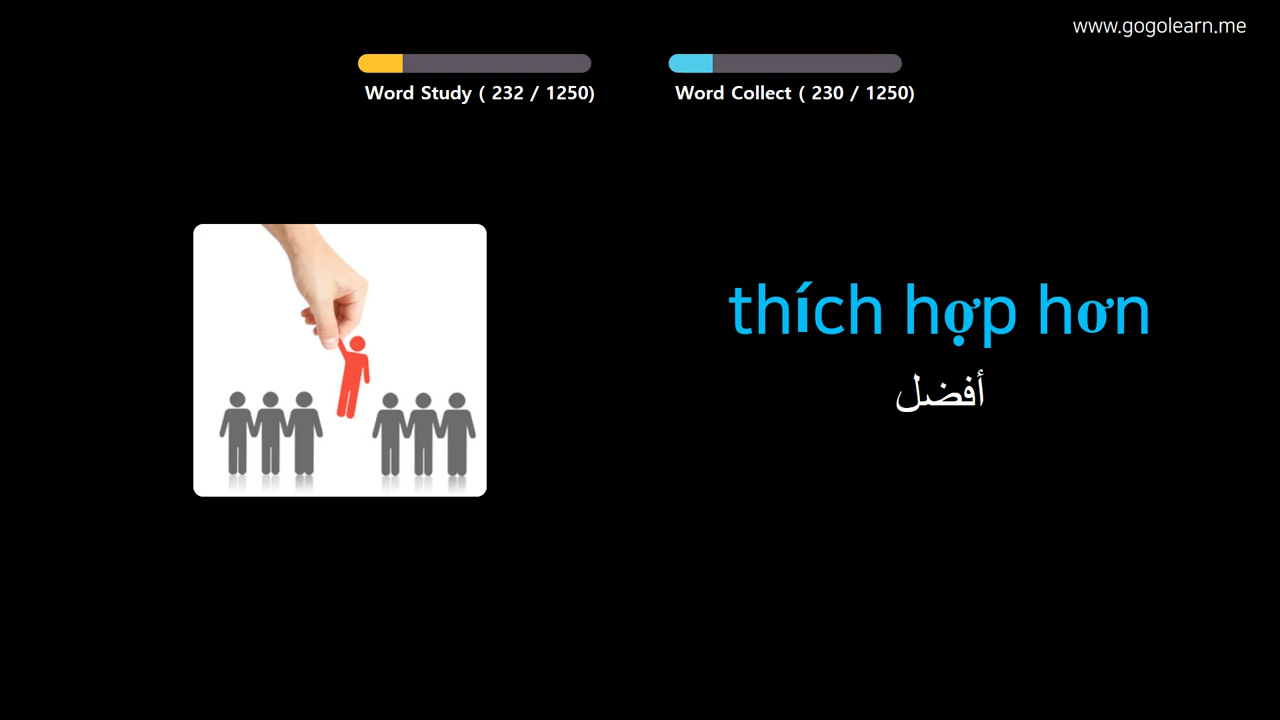 www.gogolearn.me
Word Study ( 232 / 1250)
Word Collect ( 230 / 1250)
thích hợp hơn
أفضل